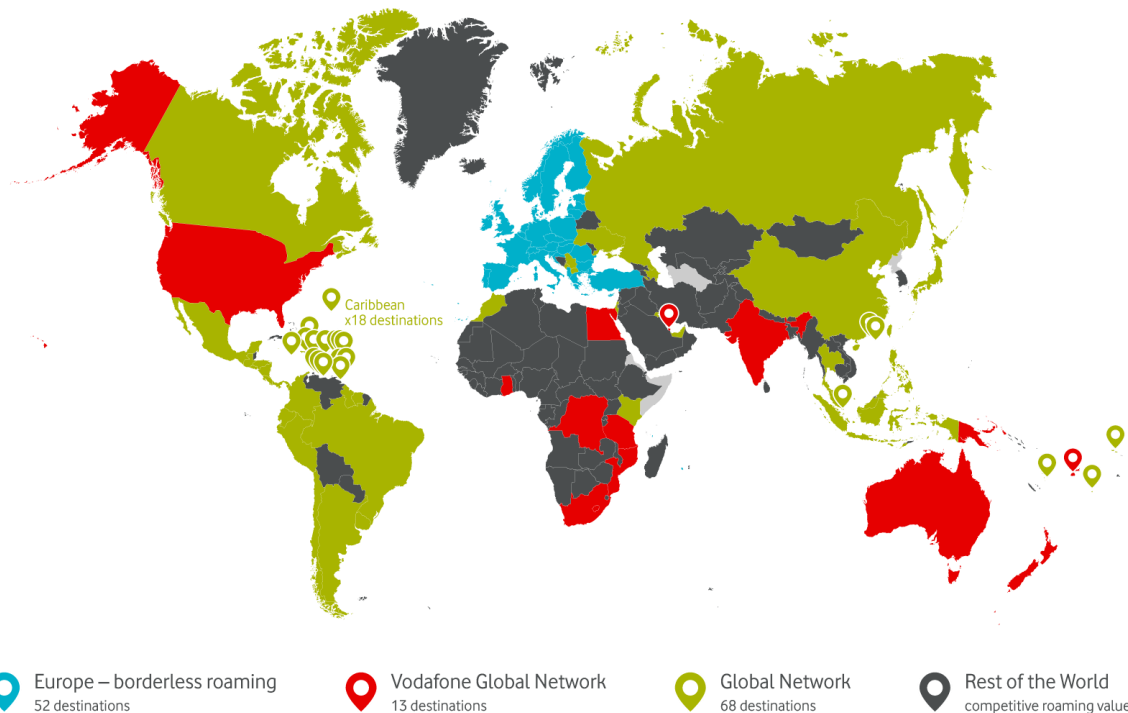 Caribbean
x18 destinations
Europe – borderless roaming
52 destinations
Vodafone Global Network
13 destinations
Global Network
68 destinations
Rest of the World
competitive roaming value